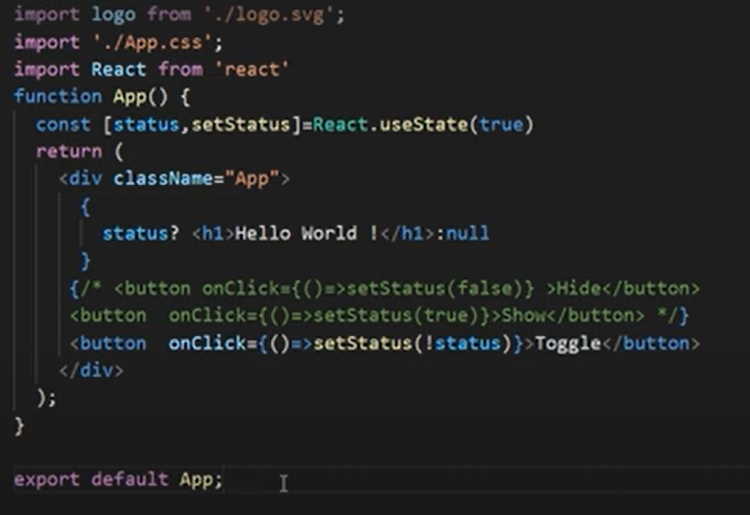 import logo from './logo.svg';
import './App.css';
import React from 'react'
function App() {
  const [status,setStatus]=React.useState(true)
  return (
    <div className="App">
      {
        status? <h1>Hello World !</h1>:null
      }
     {/* <button onClick={()=>setStatus(false)} >Hide</button>
     <button  onClick={()=>setStatus(true)}>Show</button> */}
     <button  onClick={()=>setStatus(!status)}>Toggle</button>
    </div>
  );
}
export default App;